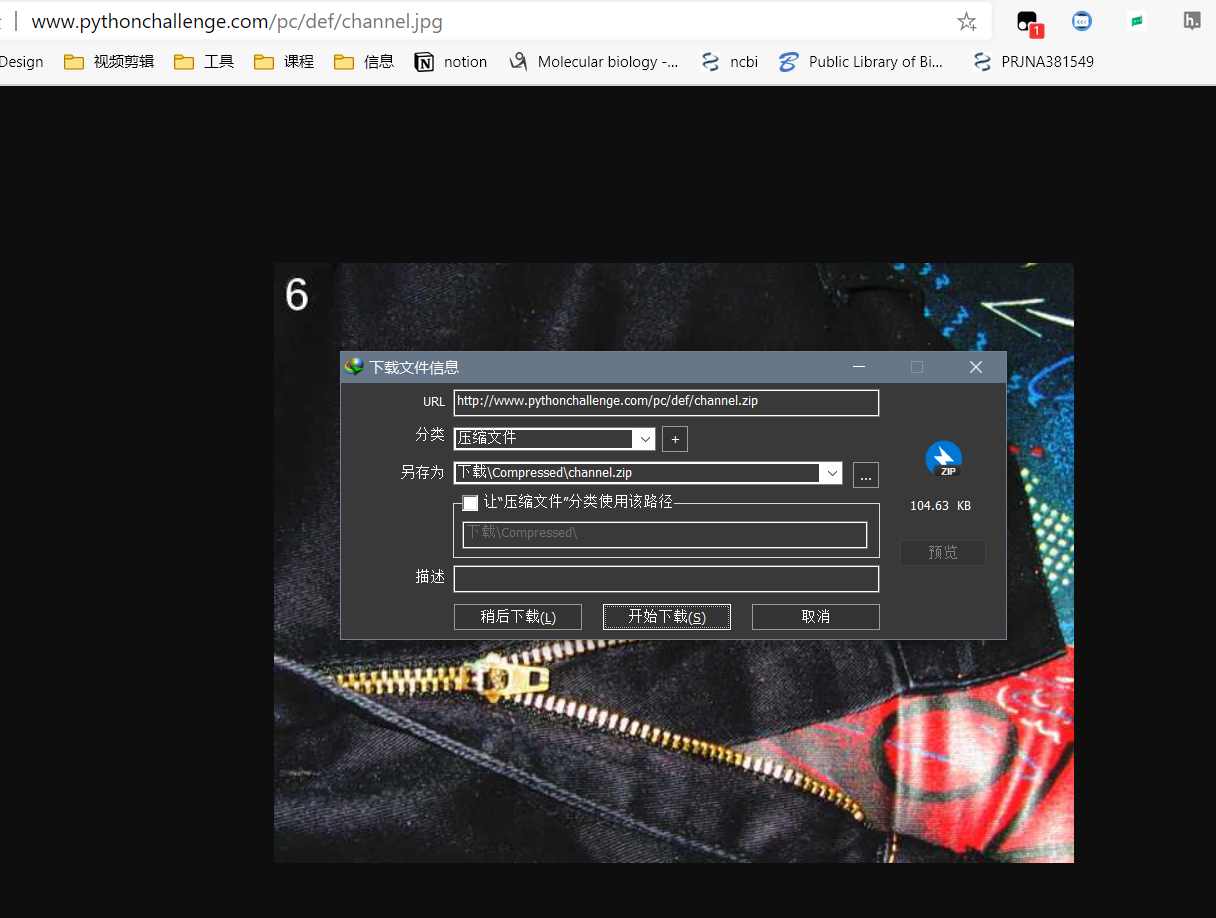 www.pythonchallenge.com/pc/def/channel.jpg
1
h.
Design 视频剪辑 工具 课程 信息 notion Molecular biology -... ncbi Public Library of Bi... PRJNA381549
6
下载文件信息
URL http://www.pythonchallenge.com/pc/def/channel.zip
分类 压缩文件 +
另存为 下载\Compressed\channel.zip ...
ZIP
104.63 KB
让“压缩文件”分类使用该路径
下载\Compressed\
预览
描述
稍后下载(L) 开始下载(S) 取消